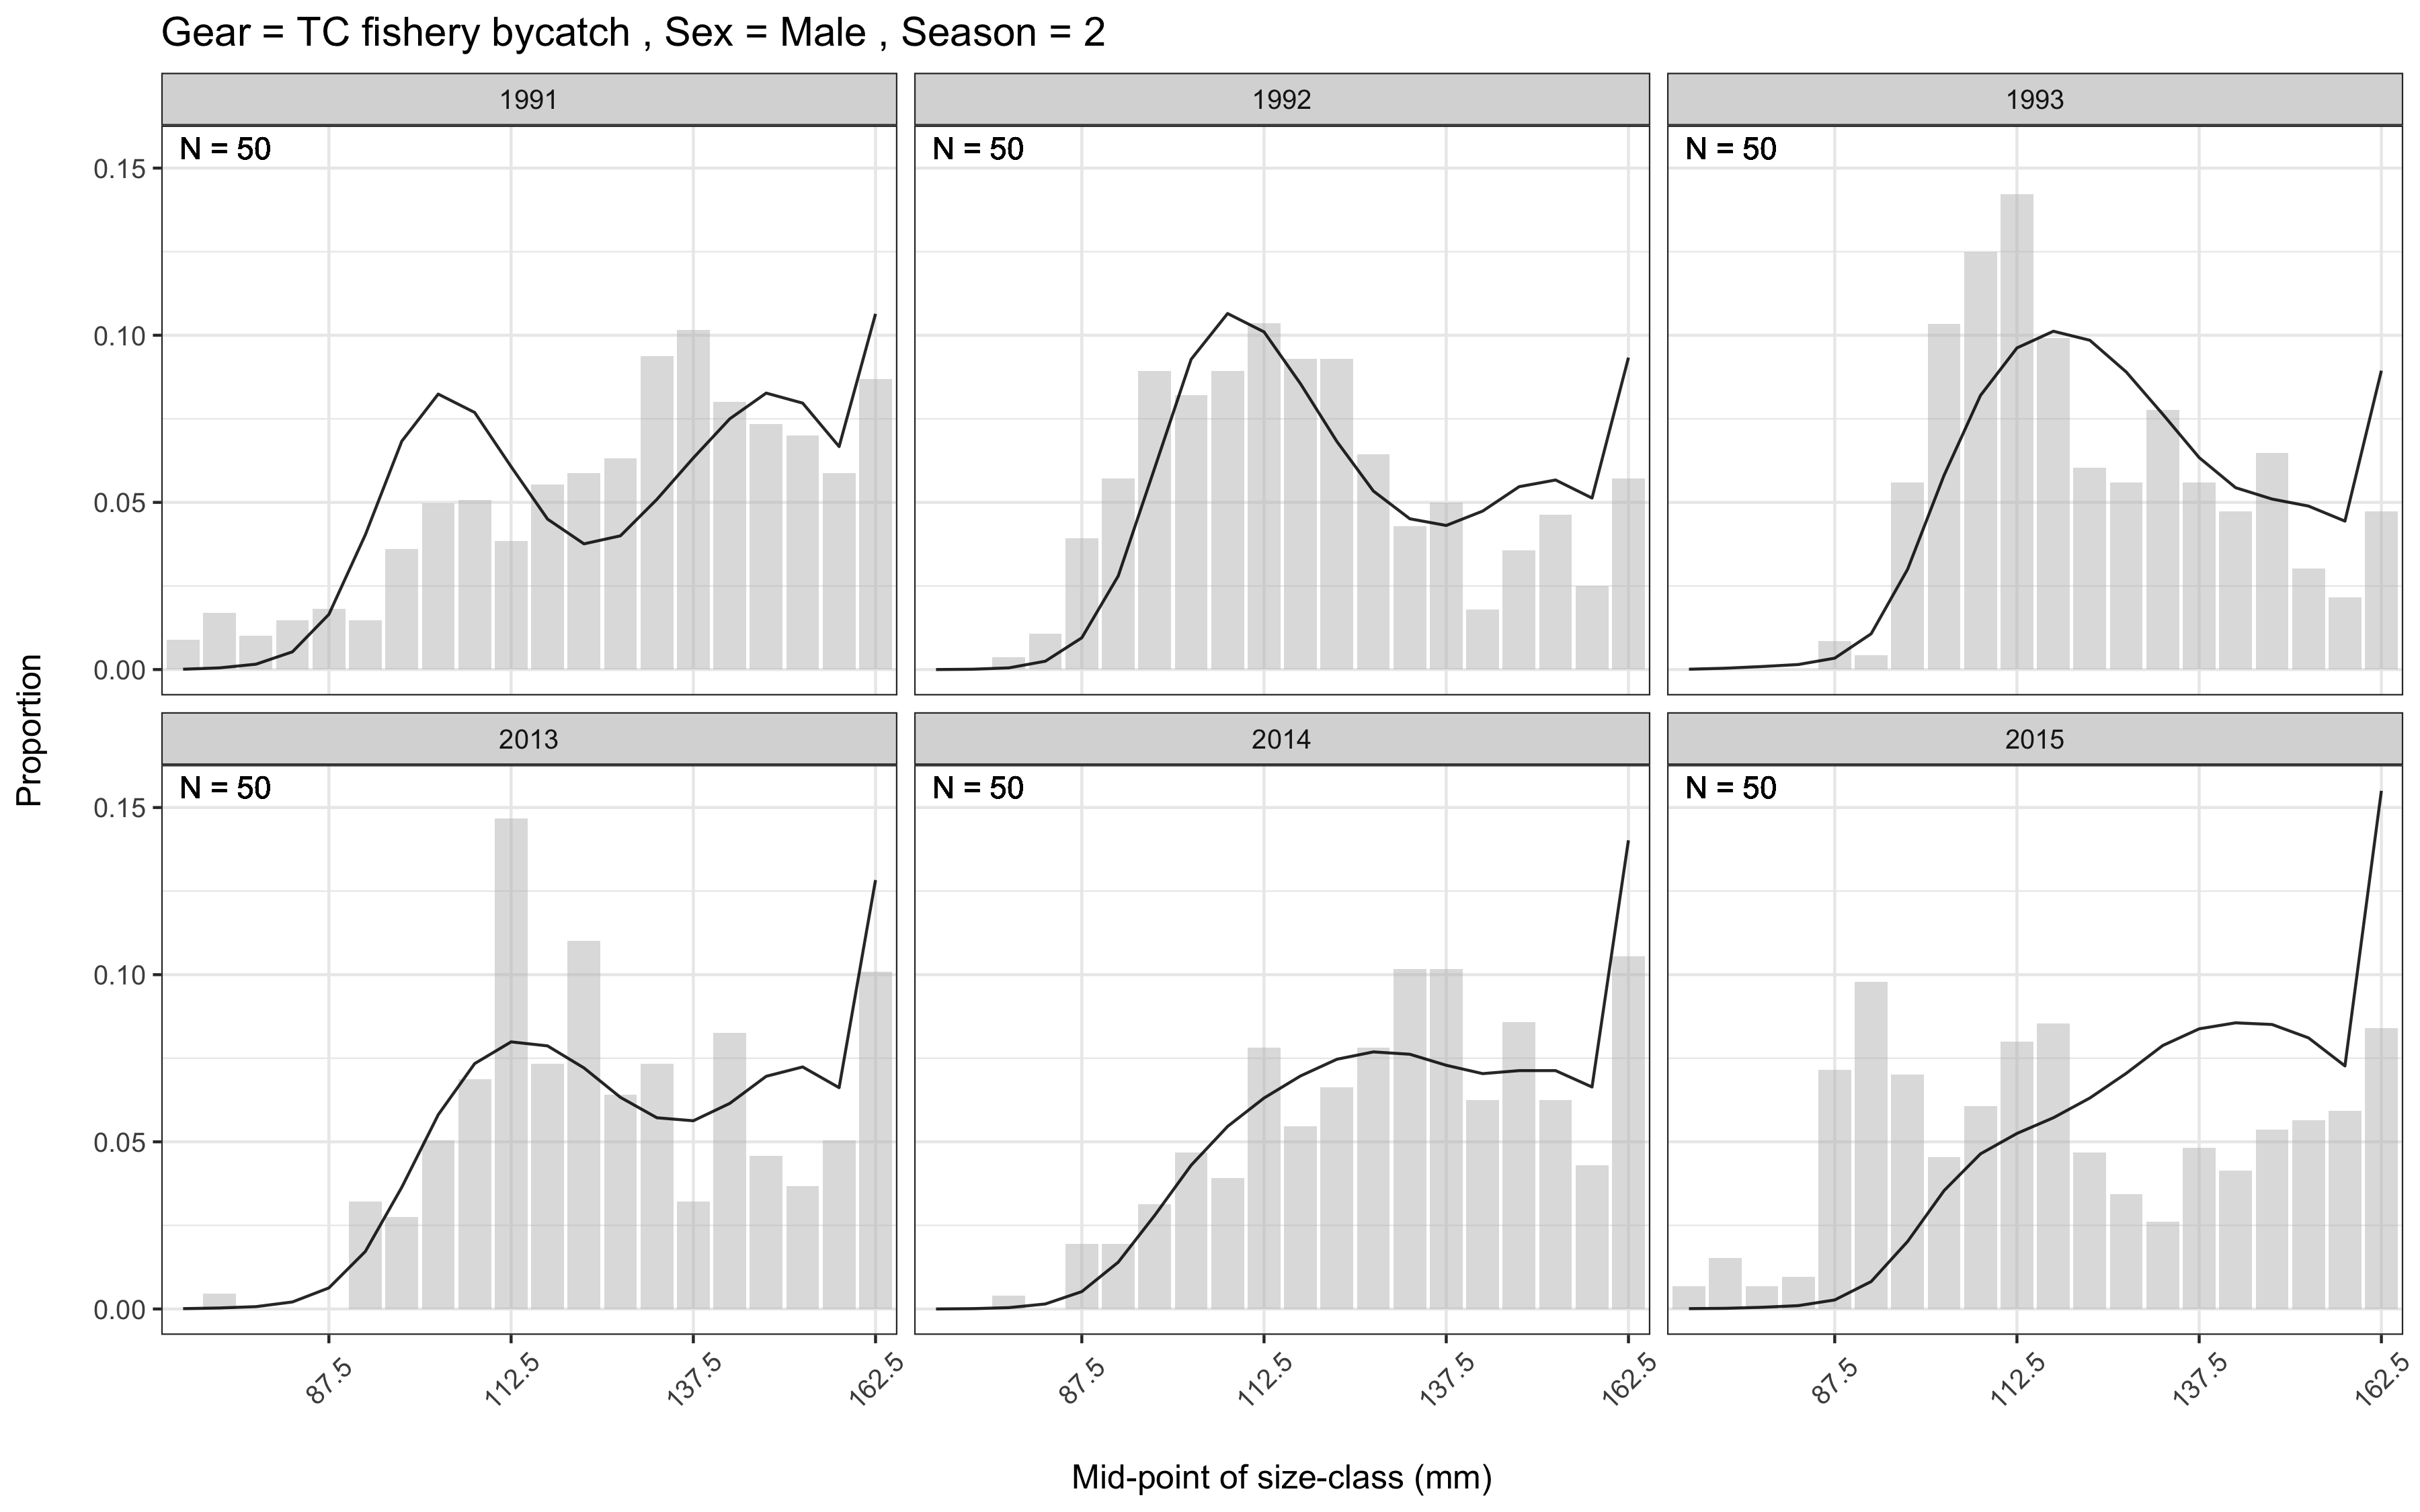 Gear = TC fishery bycatch , Sex = Male , Season = 2
1991
1992
1993
N = 50
N = 50
N = 50
0.15
0.10
0.05
0.00
Proportion
2013
2014
2015
N = 50
N = 50
N = 50
0.15
0.10
0.05
0.00
87.5
112.5
137.5
162.5
87.5
112.5
137.5
162.5
87.5
112.5
137.5
162.5
Mid-point of size-class (mm)